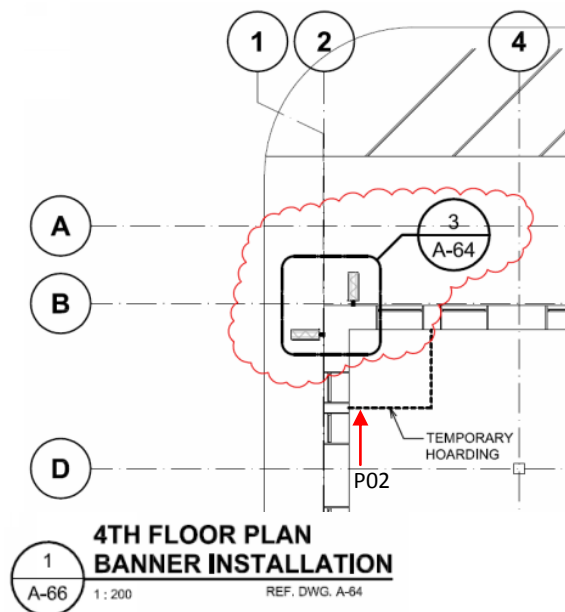 1
2
4
A
3
A-64
B
TEMPORARY
HOARDING
P02
D
4TH FLOOR PLAN
1
BANNER INSTALLATION
A-66
1 : 200
REF. DWG. A-64